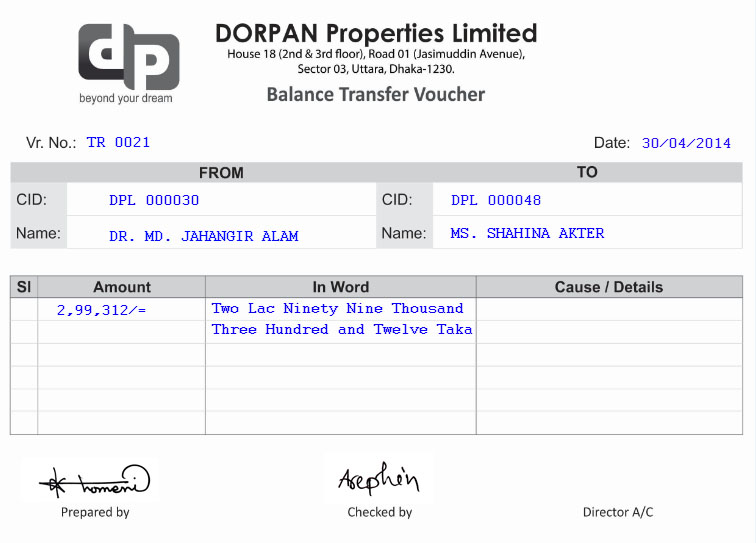 dp
beyond your dream
DORPAN Properties Limited
House 18 (2nd & 3rd floor), Road 01 (Jasimuddin Avenue),
Sector 03, Uttara, Dhaka-1230.
Balance Transfer Voucher
Vr. No.: TR 0021 Date: 30/04/2014
FROM TO
CID: DPL 000030 CID: DPL 000048
Name: DR. MD. JAHANGIR ALAM Name: MS. SHAHINA AKTER
Sl Amount In Word Cause / Details
2,99,312/= Two Lac Ninety Nine Thousand
Three Hundred and Twelve Taka
Arephin
Prepared by Checked by Director A/C